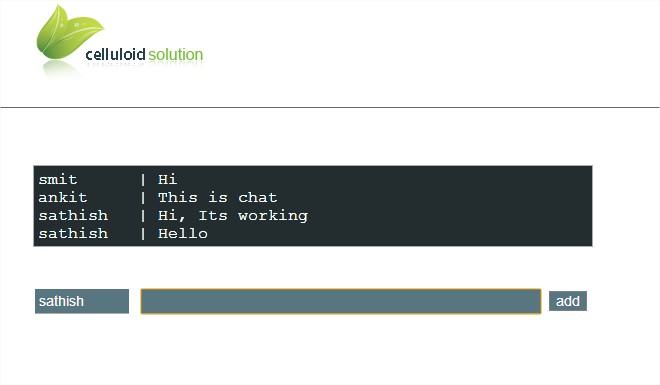 celluloid solution
smit | Hi
ankit | This is chat
sathish | Hi, Its working
sathish | Hello
sathish
add